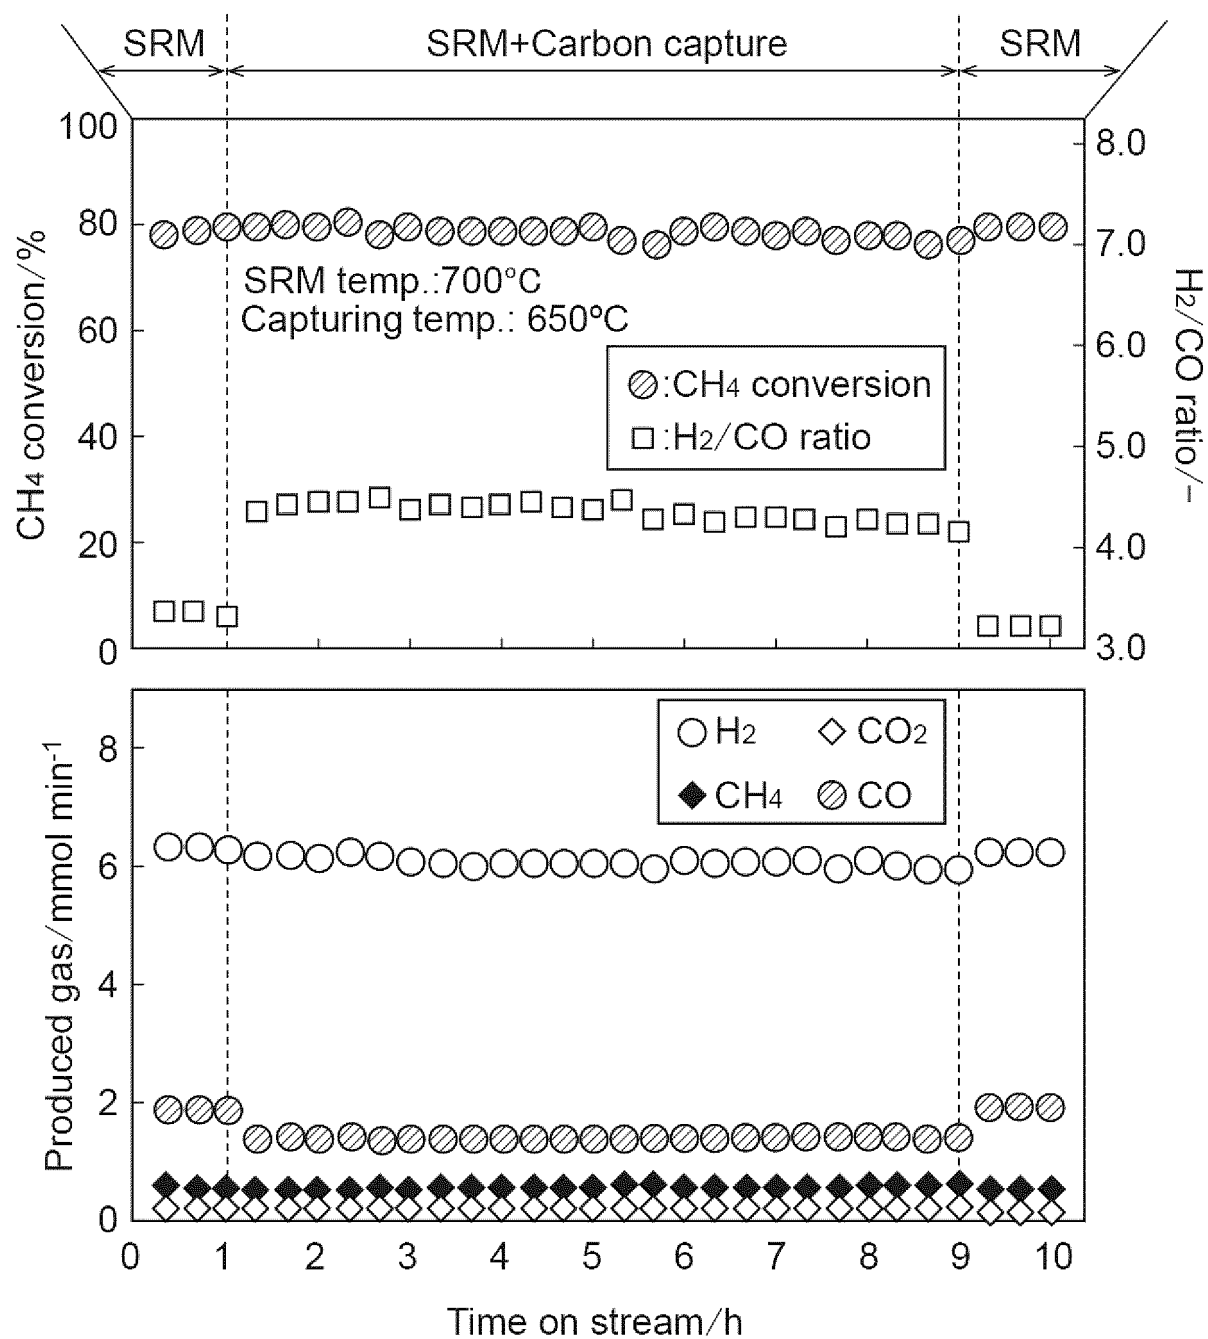 SRM SRM+Carbon capture SRM
100
80
60
40
20
0
CH4 conversion/%
8.0
7.0
6.0
5.0
4.0
3.0
H2/CO ratio/−
SRM temp.:700°C
Capturing temp.: 650ºC
:CH4 conversion
:H2/CO ratio
8
6
4
2
0
Produced gas/mmol min-1
H2 CO2
CH4 CO
0 1 2 3 4 5 6 7 8 9 10
Time on stream/h